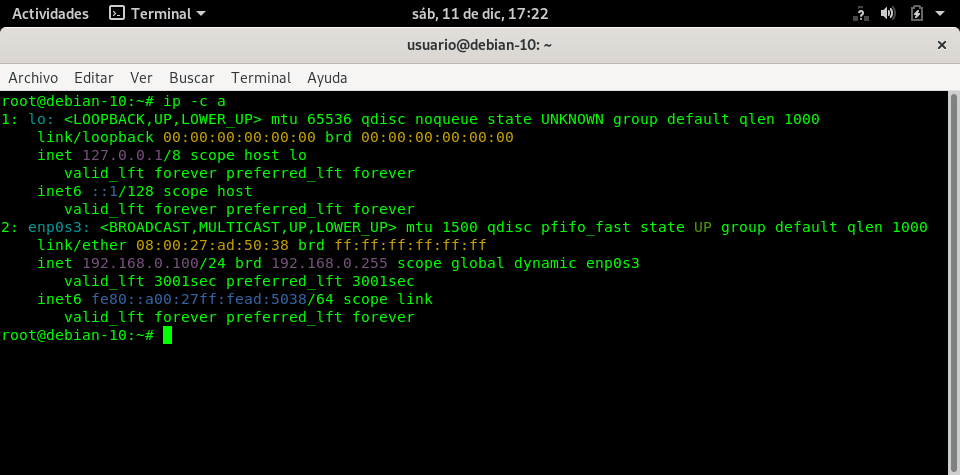 Actividades Terminal sáb, 11 de dic, 17:22
usuario@debian-10: ~ ×
Archivo Editar Ver Buscar Terminal Ayuda
root@debian-10:~# ip -c a
1: lo: <LOOPBACK,UP,LOWER_UP> mtu 65536 qdisc noqueue state UNKNOWN group default qlen 1000
    link/loopback 00:00:00:00:00:00 brd 00:00:00:00:00:00
    inet 127.0.0.1/8 scope host lo
       valid_lft forever preferred_lft forever
    inet6 ::1/128 scope host
       valid_lft forever preferred_lft forever
2: enp0s3: <BROADCAST,MULTICAST,UP,LOWER_UP> mtu 1500 qdisc pfifo_fast state UP group default qlen 1000
    link/ether 08:00:27:ad:50:38 brd ff:ff:ff:ff:ff:ff
    inet 192.168.0.100/24 brd 192.168.0.255 scope global dynamic enp0s3
       valid_lft 3001sec preferred_lft 3001sec
    inet6 fe80::a00:27ff:fead:5038/64 scope link
       valid_lft forever preferred_lft forever
root@debian-10:~#